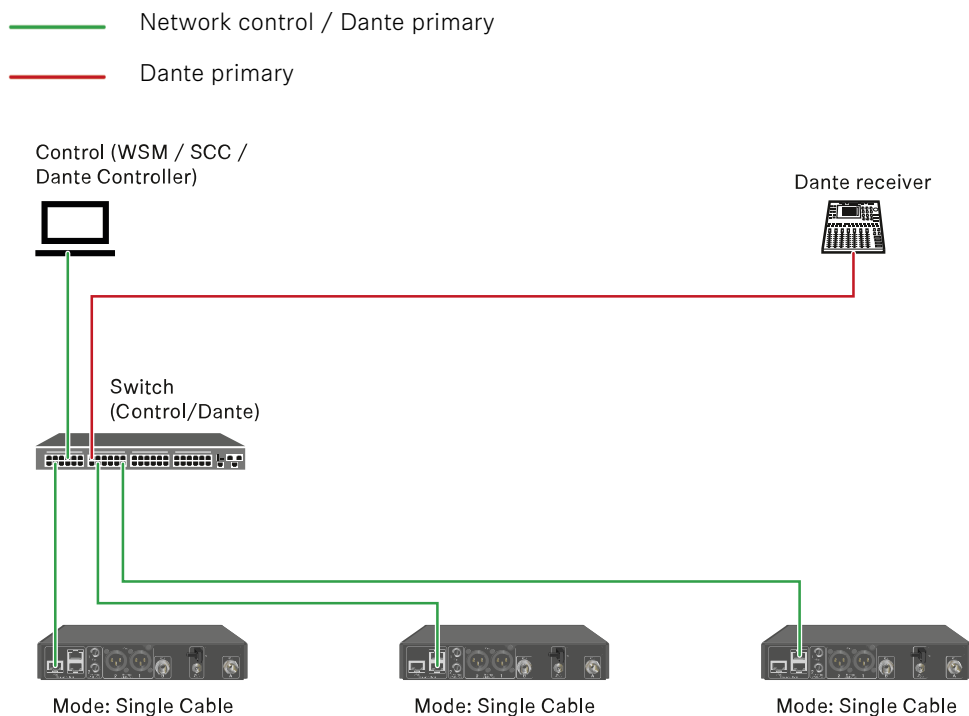 Network control / Dante primary
Dante primary
Control (WSM / SCC /
Dante Controller)
Dante receiver
Switch
(Control/Dante)
Mode: Single Cable
Mode: Single Cable
Mode: Single Cable